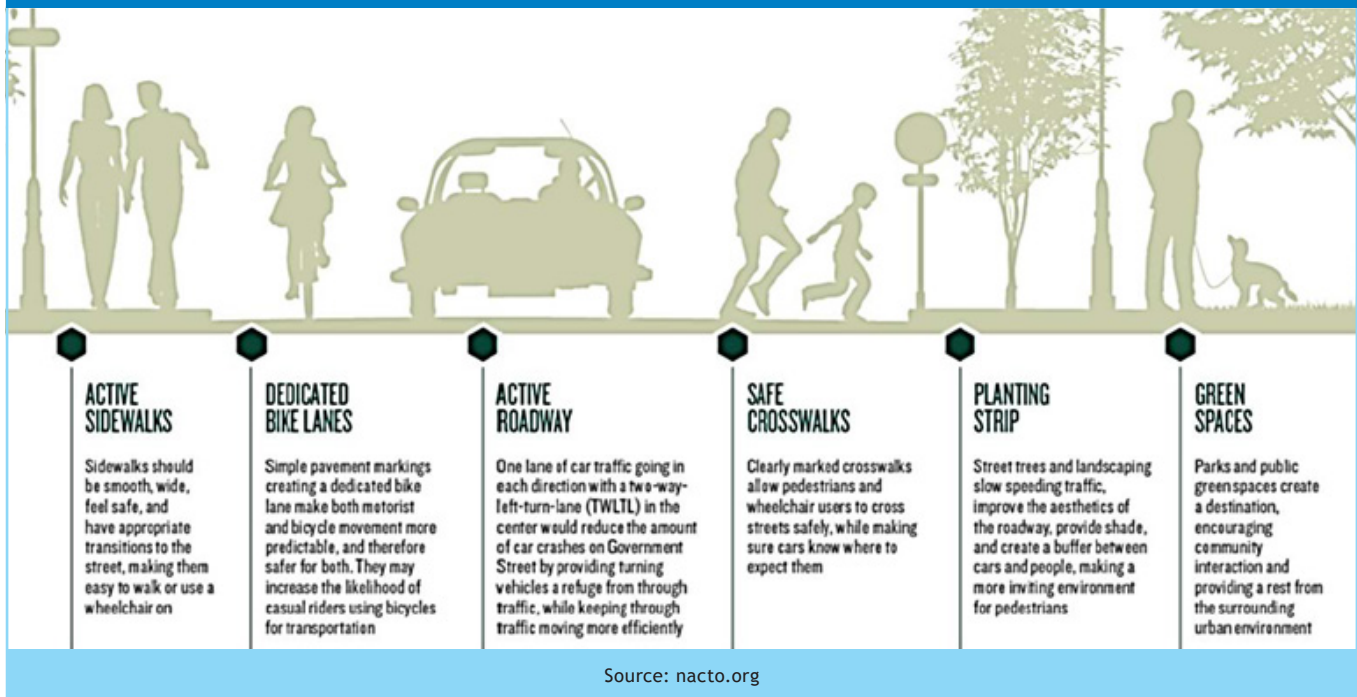 ACTIVE
SIDEWALKS
Sidewalks should
be smooth, wide,
feel safe, and
have appropriate
transitions to the
street, making them
easy to walk or use a
wheelchair on
DEDICATED
BIKE LANES
Simple pavement markings
creating a dedicated bike
lane make both motorist
and bicycle movement more
predictable, and therefore
safer for both. They may
increase the likelihood of
casual riders using bicycles
for transportation
ACTIVE
ROADWAY
One lane of car traffic going in
each direction with a two-way-
left-turn-lane (TWLTL) in the
center would reduce the amount
of car crashes on Government
Street by providing turning
vehicles a refuge from through
traffic, while keeping through
traffic moving more efficiently
SAFE
CROSSWALKS
Clearly marked crosswalks
allow pedestrians and
wheelchair users to cross
streets safely, while making
sure cars know where to
expect them
PLANTING
STRIP
Street trees and landscaping
slow speeding traffic,
improve the aesthetics of
the roadway, provide shade,
and create a buffer between
cars and people, making a
more inviting environment
for pedestrians
GREEN
SPACES
Parks and public
greenspaces create
a destination,
encouraging
community
interaction and
providing a rest from
the surrounding
urban environment
Source: nacto.org